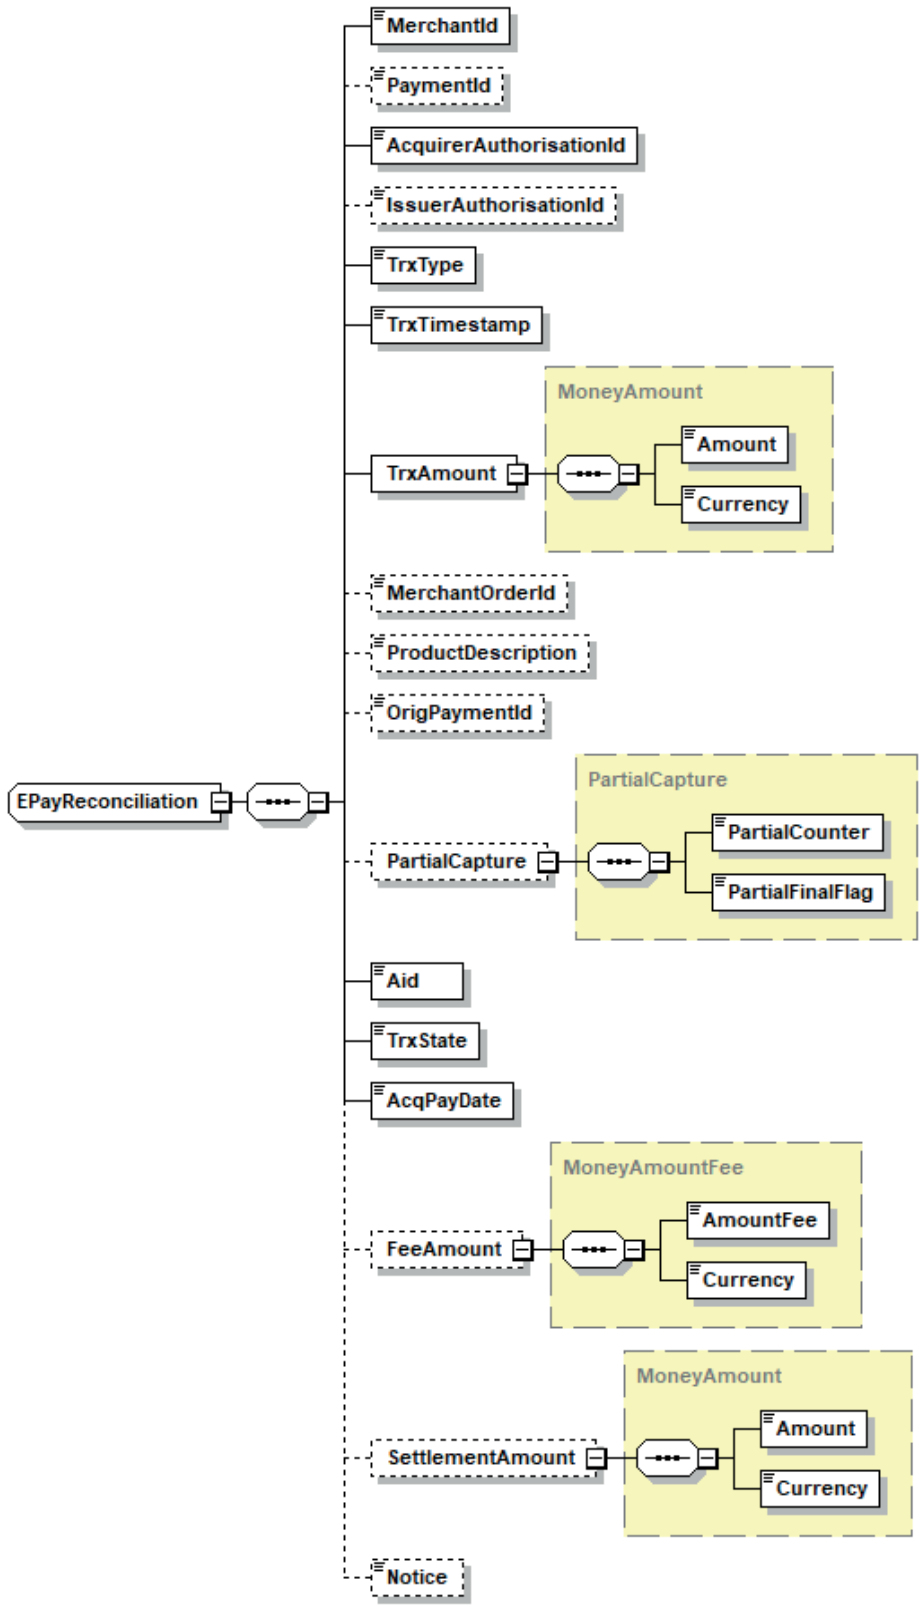 MerchantId
PaymentId
AcquirerAuthorisationId
IssuerAuthorisationId
TrxType
TrxTimestamp
MoneyAmount
Amount
TrxAmount
Currency
MerchantOrderId
ProductDescription
OrigPaymentId
PartialCapture
EPayReconciliation
PartialCounter
PartialCapture
PartialFinalFlag
Aid
TrxState
AcqPayDate
MoneyAmountFee
AmountFee
FeeAmount
Currency
MoneyAmount
Amount
SettlementAmount
Currency
Notice